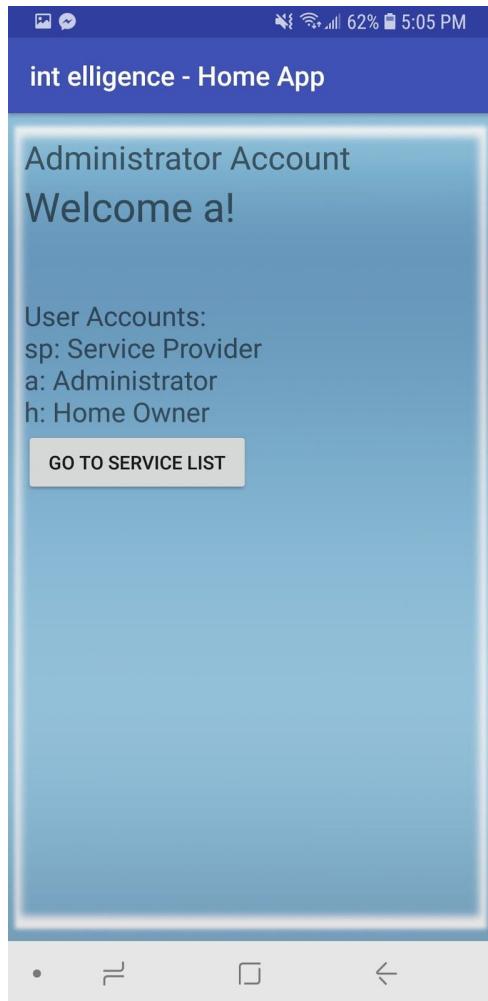 62% 5:05 PM
int elligence - Home App
Administrator Account
Welcome a!
User Accounts:
sp: Service Provider
a: Administrator
h: Home Owner
GO TO SERVICE LIST